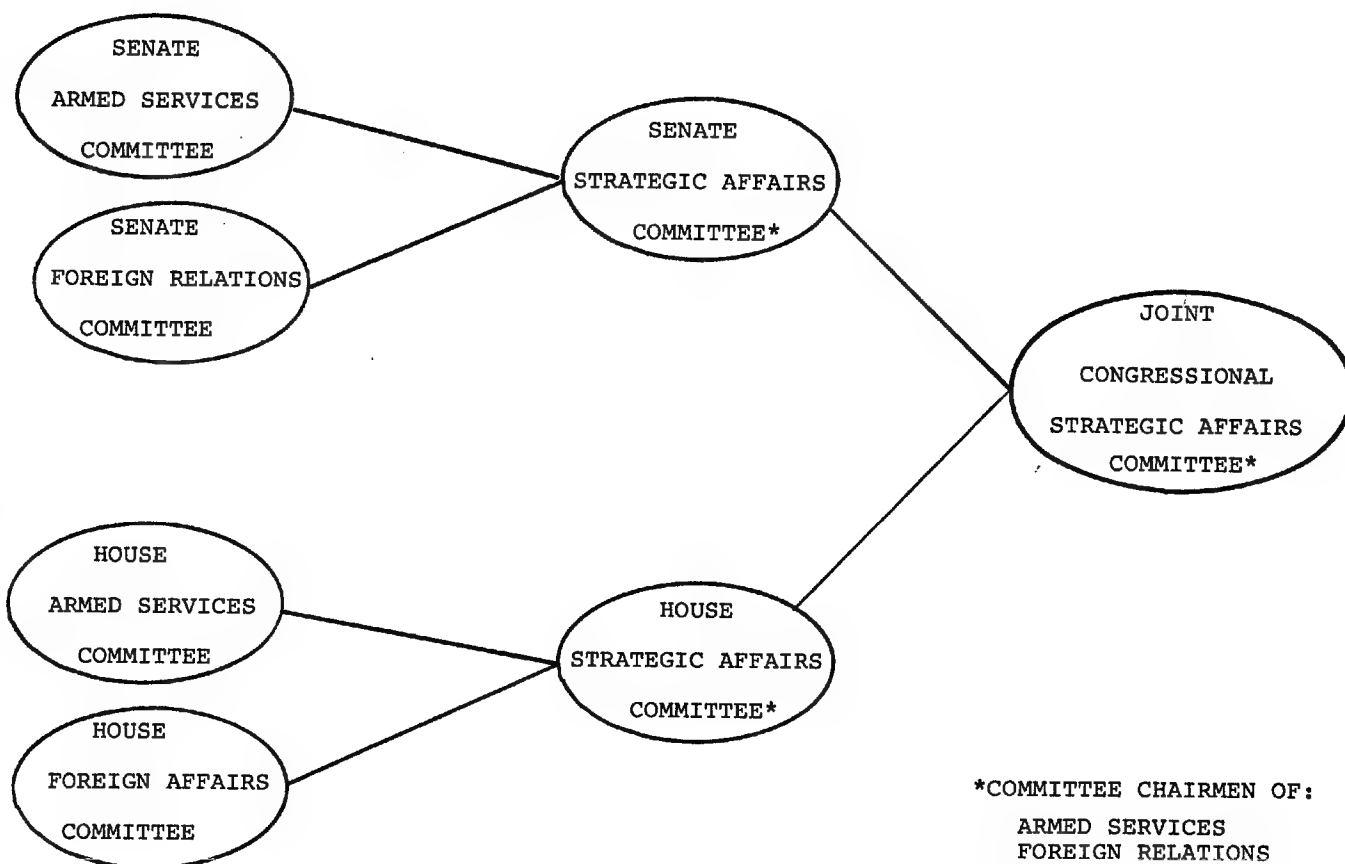 SENATE
ARMED SERVICES
COMMITTEE
SENATE
FOREIGN RELATIONS
COMMITTEE
SENATE
STRATEGIC AFFAIRS
COMMITTEE*
JOINT
CONGRESSIONAL
STRATEGIC AFFAIRS
COMMITTEE*
HOUSE
ARMED SERVICES
COMMITTEE
HOUSE
FOREIGN AFFAIRS
COMMITTEE
HOUSE
STRATEGIC AFFAIRS
COMMITTEE*
*COMMITTEE CHAIRMEN OF:
ARMED SERVICES
FOREIGN RELATIONS